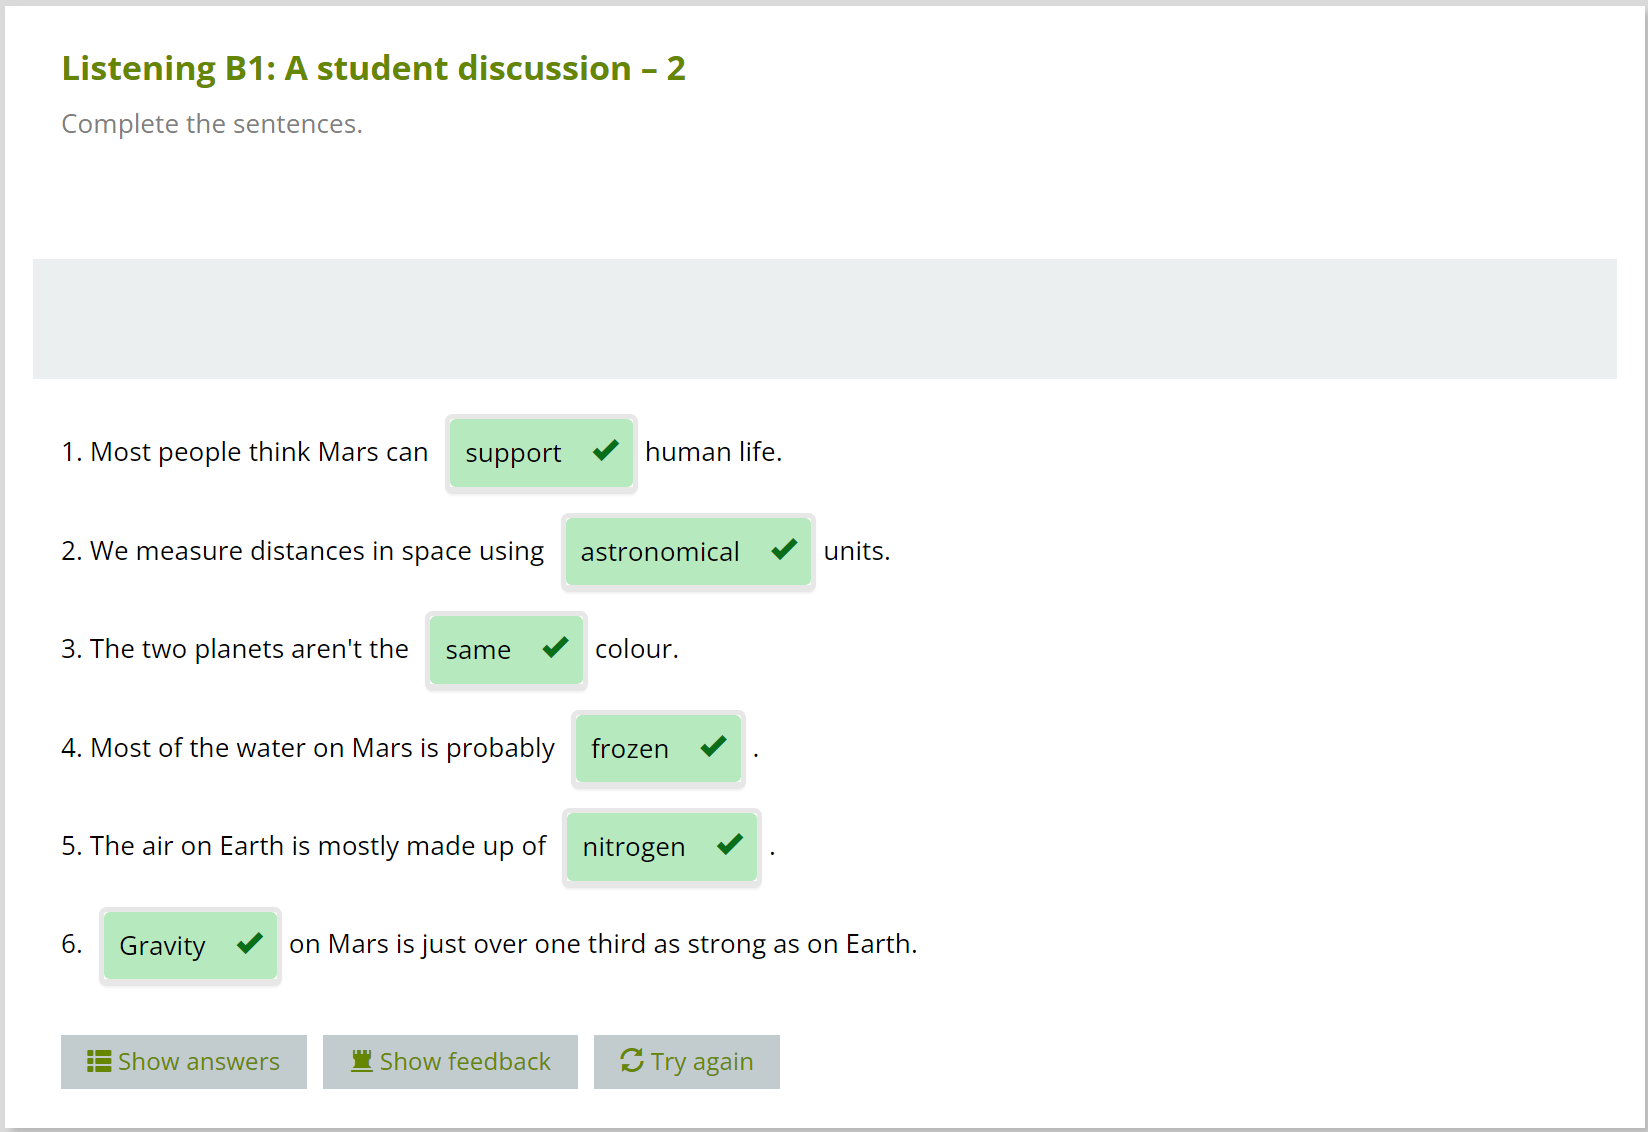 Listening B1: A student discussion – 2
Complete the sentences.
1. Most people think Mars can support human life.
2. We measure distances in space using astronomical units.
3. The two planets aren't the same colour.
4. Most of the water on Mars is probably frozen .
5. The air on Earth is mostly made up of nitrogen .
6. Gravity on Mars is just over one third as strong as on Earth.
Show answers Show feedback Try again